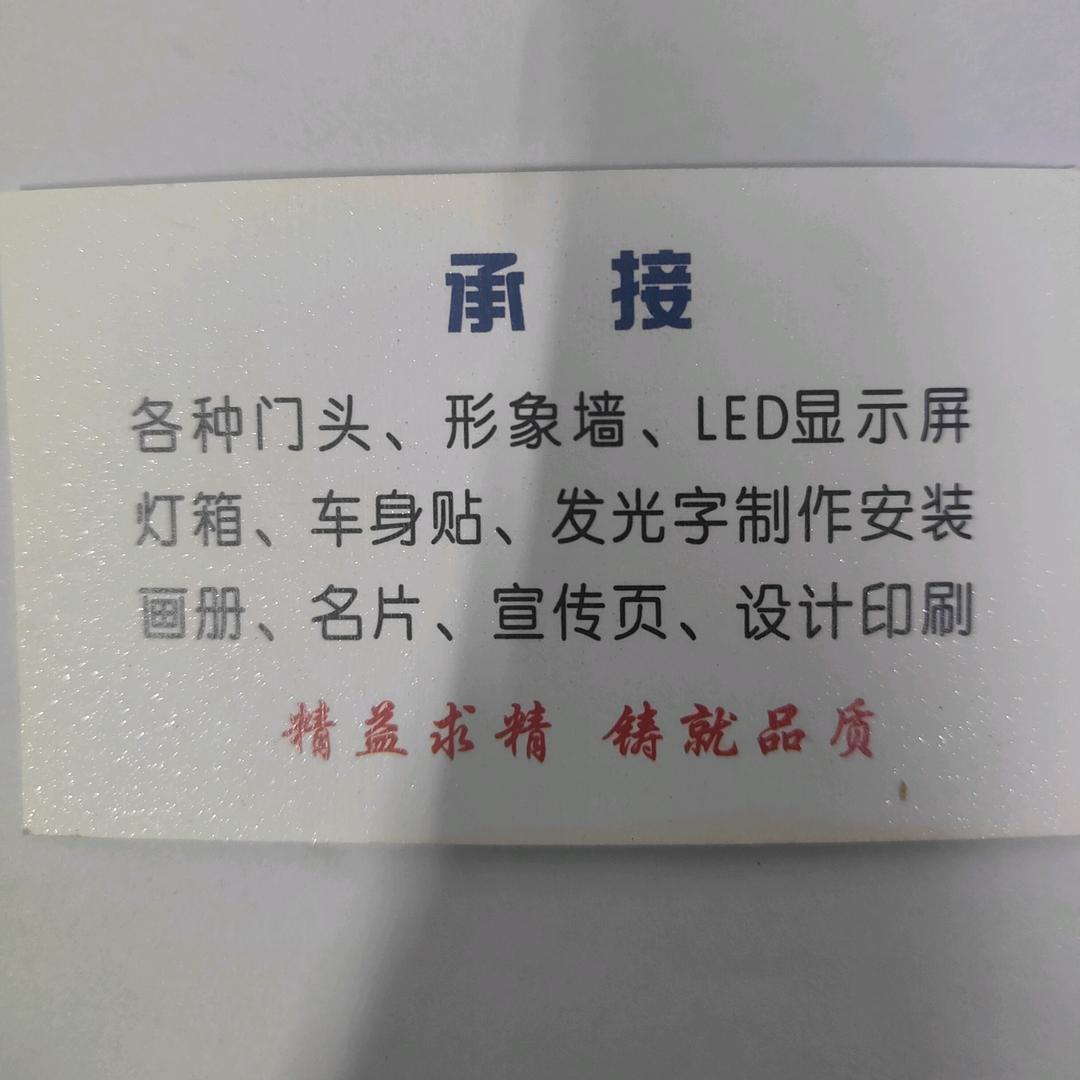 承接
各种门头、形象墙、LED显示屏
灯箱、车身贴、发光字制作安装
画册、名片、宣传页、设计印刷
精益求精 铸就品质